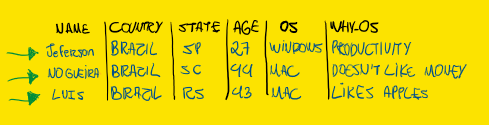 NAME | COUNTRY | STATE | AGE | OS | WHY-OS
Jeferson | BRAZIL | SP | 27 | WINDOWS | PRODUCTIVITY
NOGUEIRA | BRAZIL | SC | 44 | MAC | DOESN'T LIKE MONEY
LUIS | BRAZIL | RS | 43 | MAC | LIKES APPLES